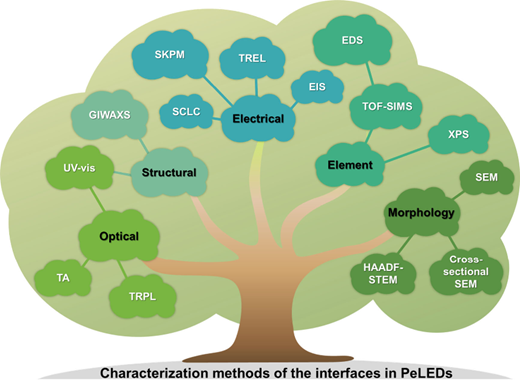 EDS
SKPM
TREL
EIS
GIWAXS
SCLC
Electrical
TOF-SIMS
XPS
UV-vis
Structural
Element
SEM
Morphology
Optical
TA
TRPL
HAADF-
STEM
Cross-
sectional
SEM
Characterization methods of the interfaces in PeLEDs